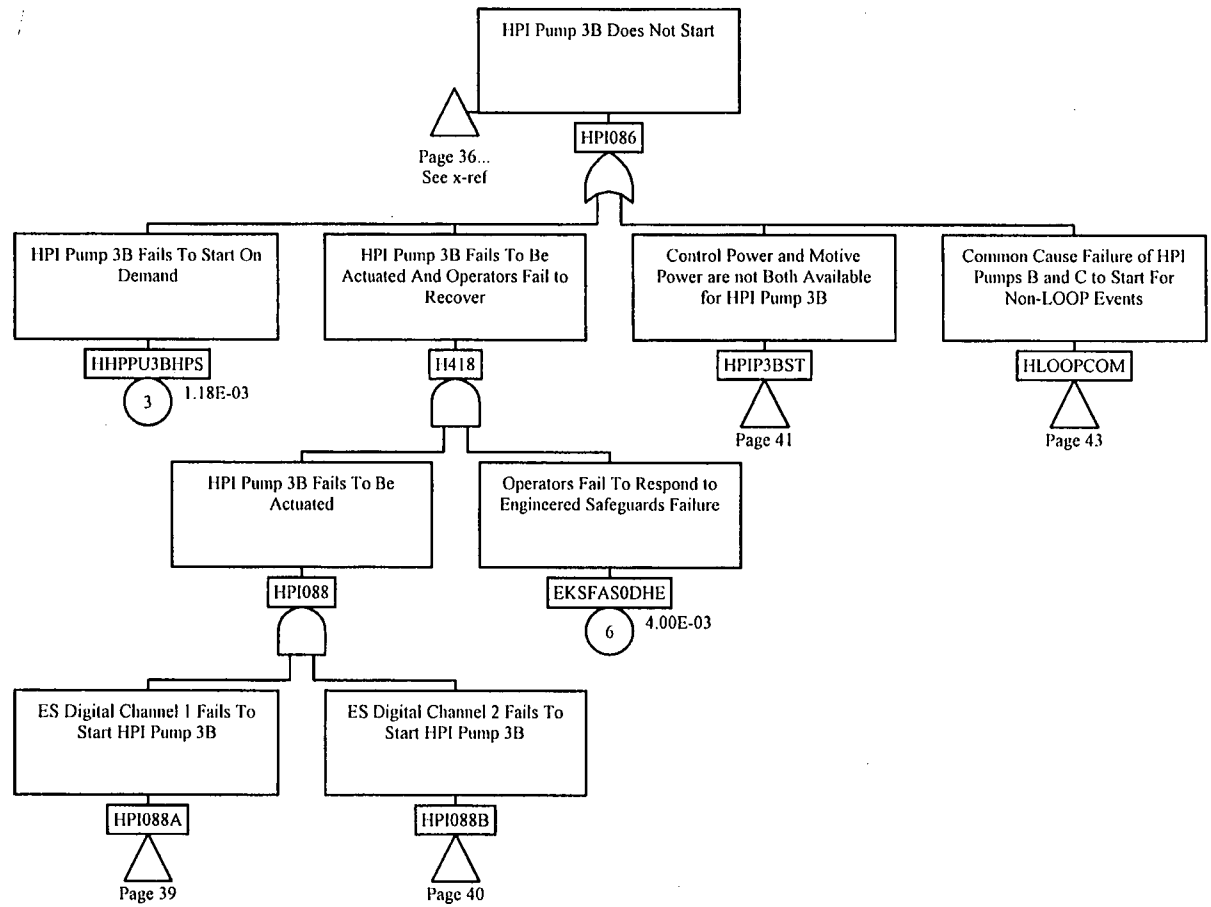 HPI Pump 3B Does Not Start
HPI086
Page 36...
See x-ref
HPI Pump 3B Fails To Start On
Demand
HHPPU3BHPS
3
1.18E-03
HPI Pump 3B Fails To Be
Actuated And Operators Fail to
Recover
H418
Control Power and Motive
Power are not Both Available
for HPI Pump 3B
HPIP3BST
Page 41
Common Cause Failure of HPI
Pumps B and C to Start For
Non-LOOP Events
HLOOPCOM
Page 43
HPI Pump 3B Fails To Be
Actuated
HPI088
Operators Fail To Respond to
Engineered Safeguards Failure
EKSFAS0DHE
6
4.00E-03
ES Digital Channel 1 Fails To
Start HPI Pump 3B
HPI088A
Page 39
ES Digital Channel 2 Fails To
Start HPI Pump 3B
HPI088B
Page 40